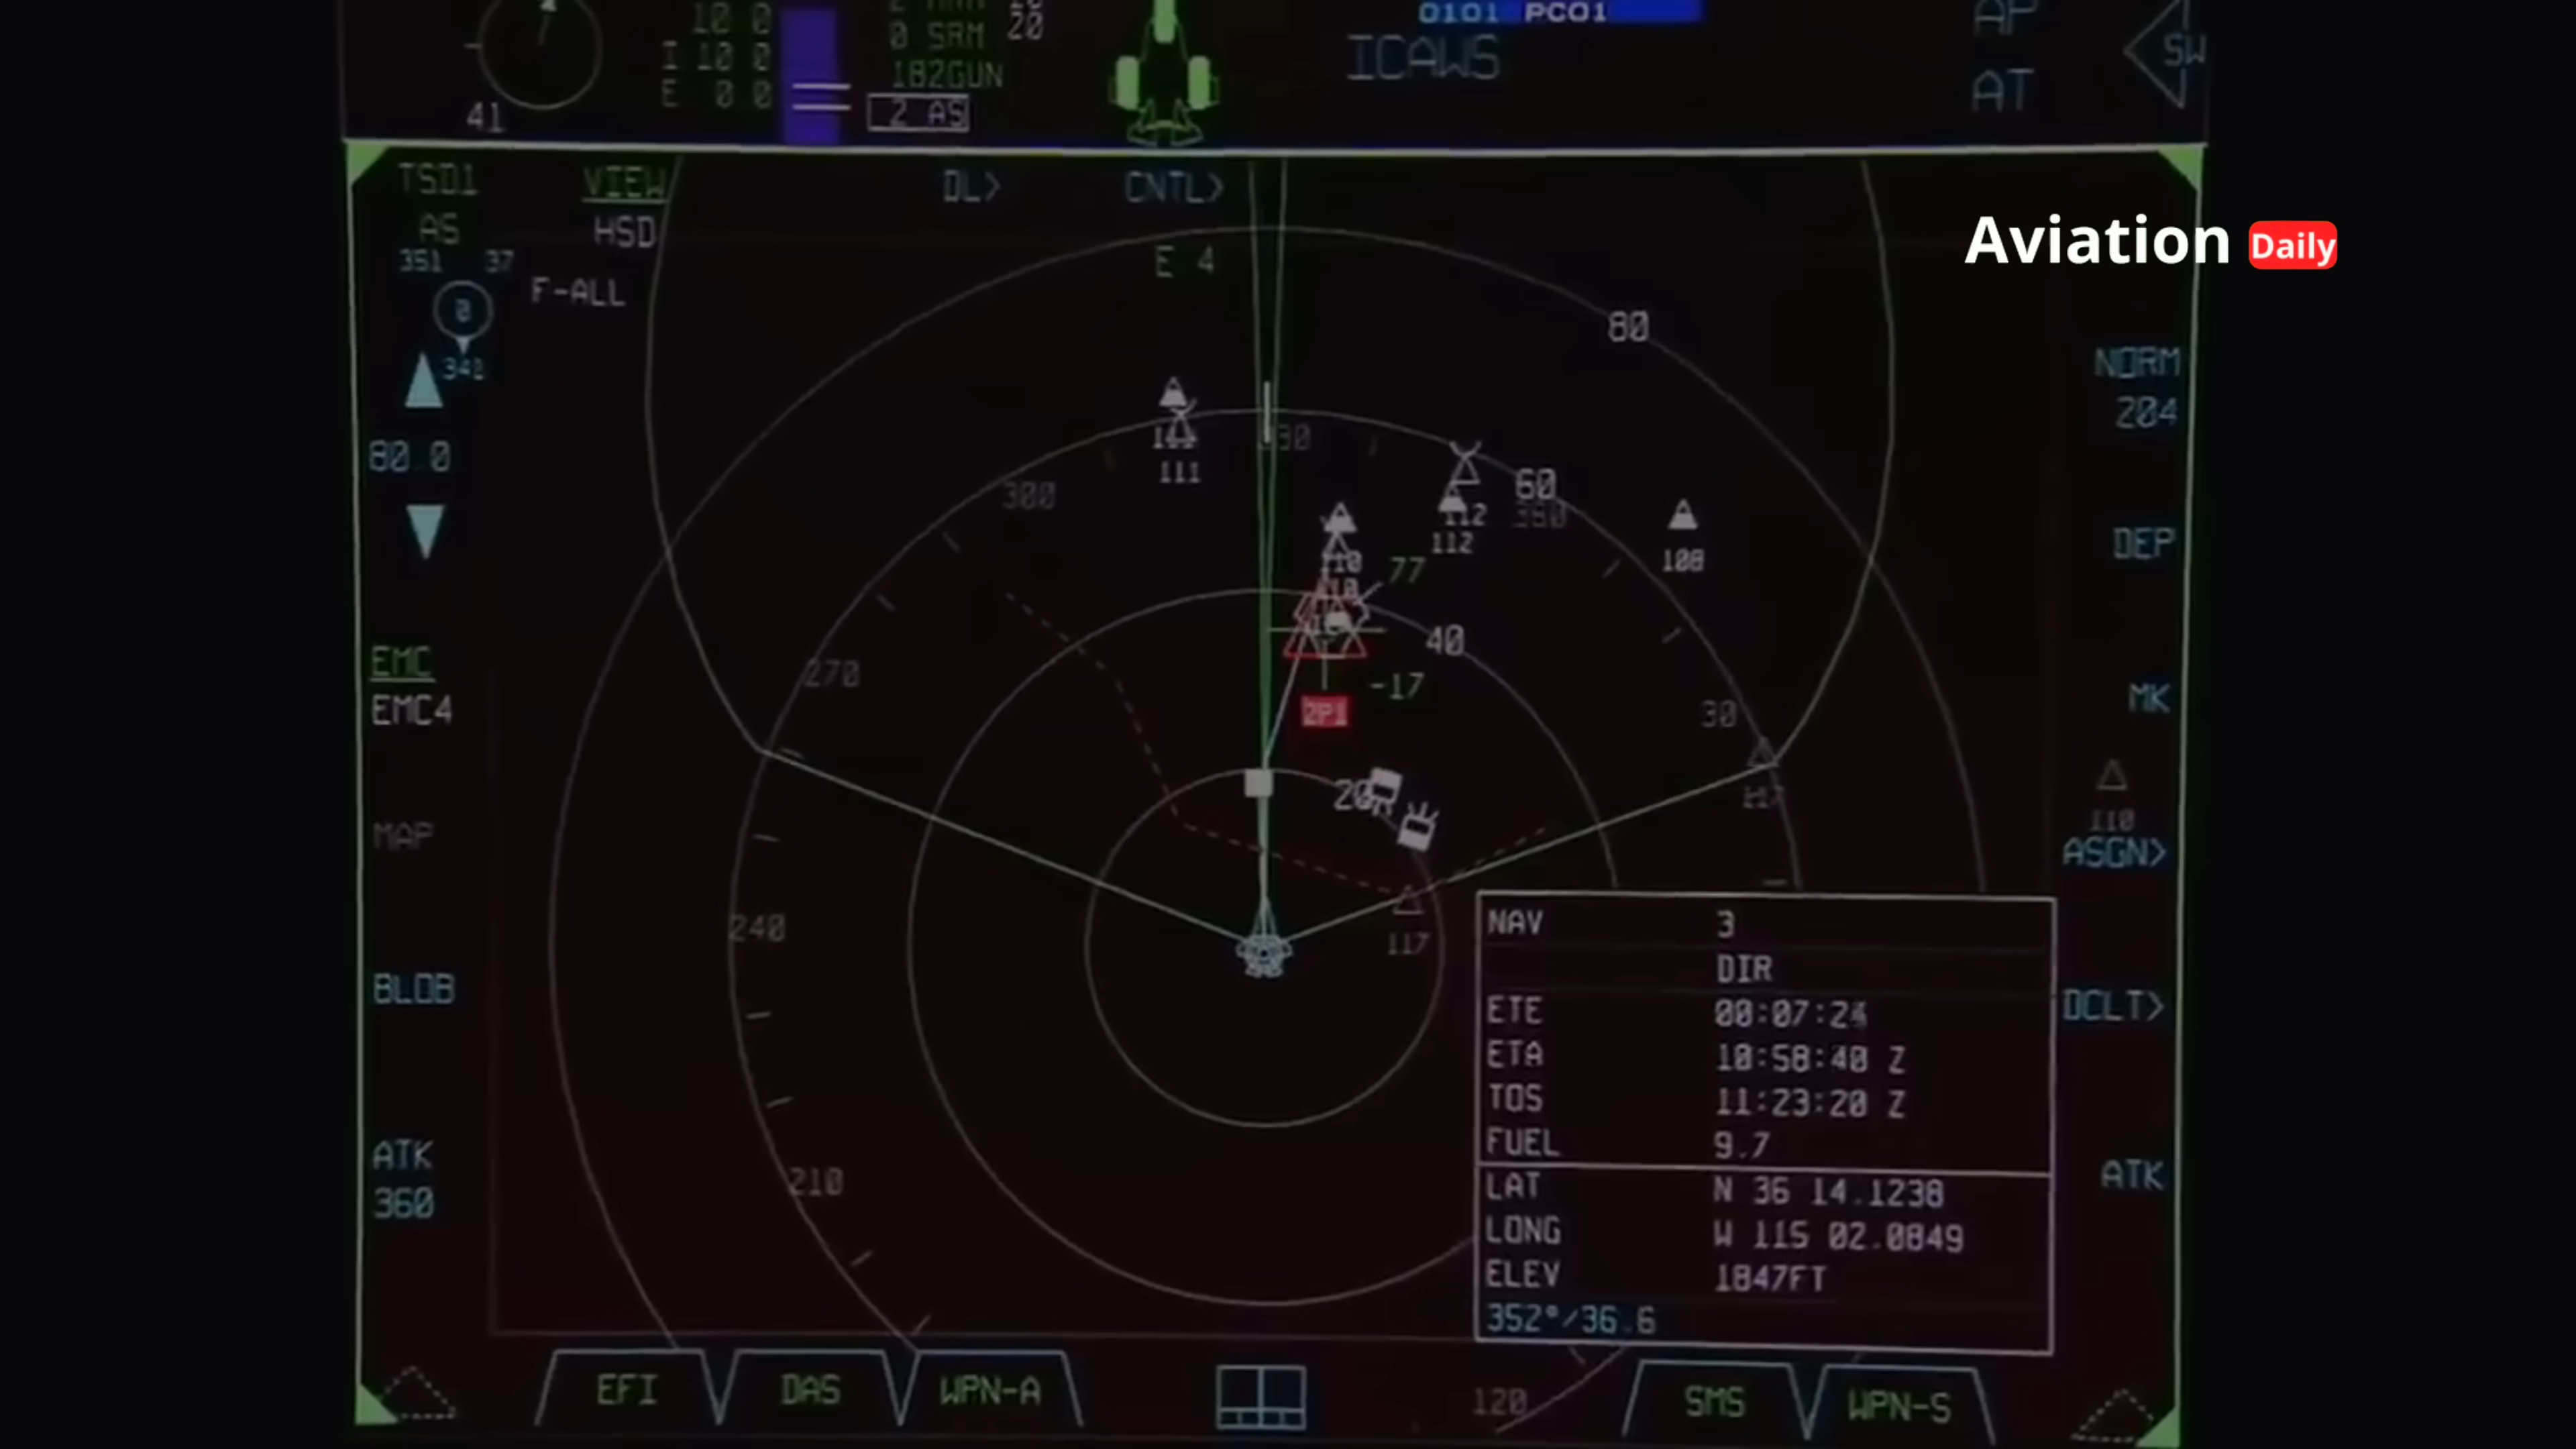 10 0
I 10 0
E 0.0
41
0 SRM 20
182GUN
2 AS
0101 PCO1
ICAWS
AP
AT
SW
TSD1
AS
351 37
0
341
VIEW
HSD
F-ALL
DL>
CNTL>
E 4
Aviation Daily
80
80.0
NORM
204
111
300
60
112
112
108
110
77
DEP
EMC
EMC4
270
40
-17
2P1
MK
30
20
117
110
ASGN>
MAP
240
117
BLOB
DCLT>
ATK
360
210
ATK
NAV 3
DIR
ETE 00:07:24
ETA 10:58:40 Z
TOS 11:23:20 Z
FUEL 9.7
LAT N 36 14.1238
LONG W 115 02.0849
ELEV 1847FT
352°/36.6
EFI
DAS
WPN-A
120
SMS
WPN-S